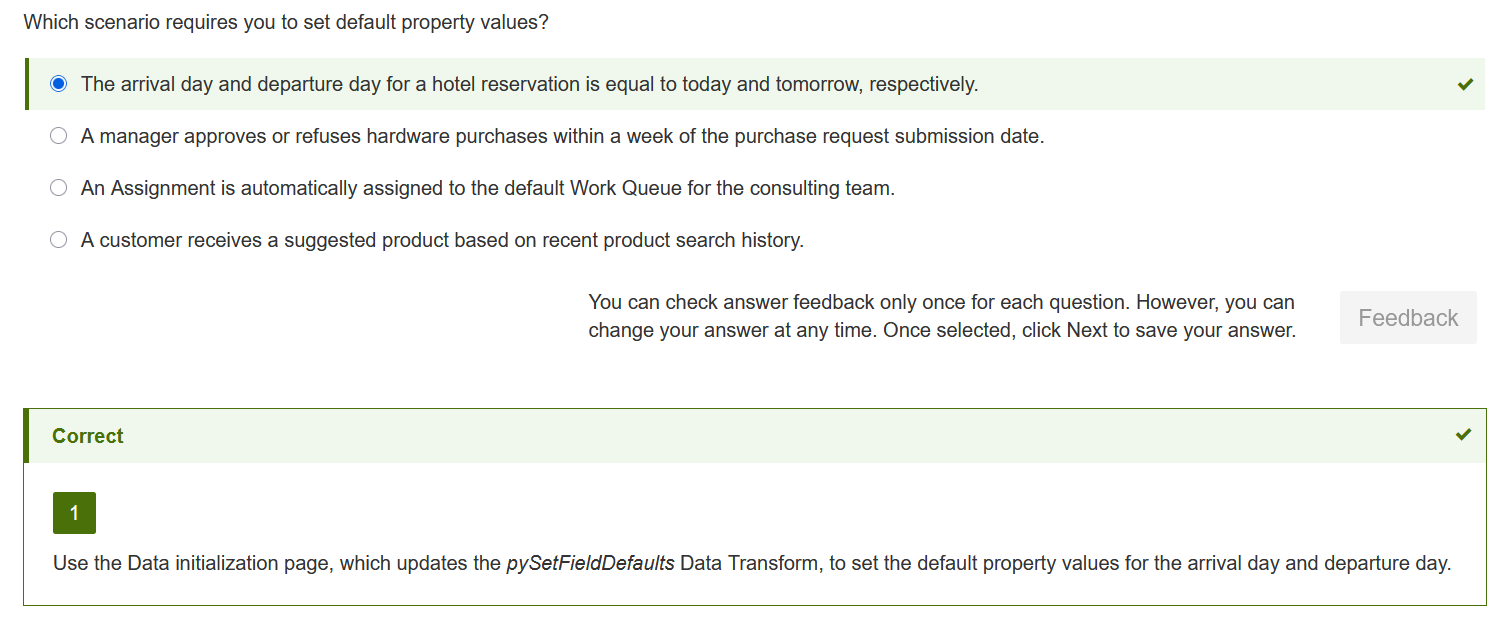 Which scenario requires you to set default property values?
The arrival day and departure day for a hotel reservation is equal to today and tomorrow, respectively.
A manager approves or refuses hardware purchases within a week of the purchase request submission date.
An Assignment is automatically assigned to the default Work Queue for the consulting team.
A customer receives a suggested product based on recent product search history.
You can check answer feedback only once for each question. However, you can
change your answer at any time. Once selected, click Next to save your answer.
Feedback
Correct
1
Use the Data initialization page, which updates the pySetFieldDefaults Data Transform, to set the default property values for the arrival day and departure day.